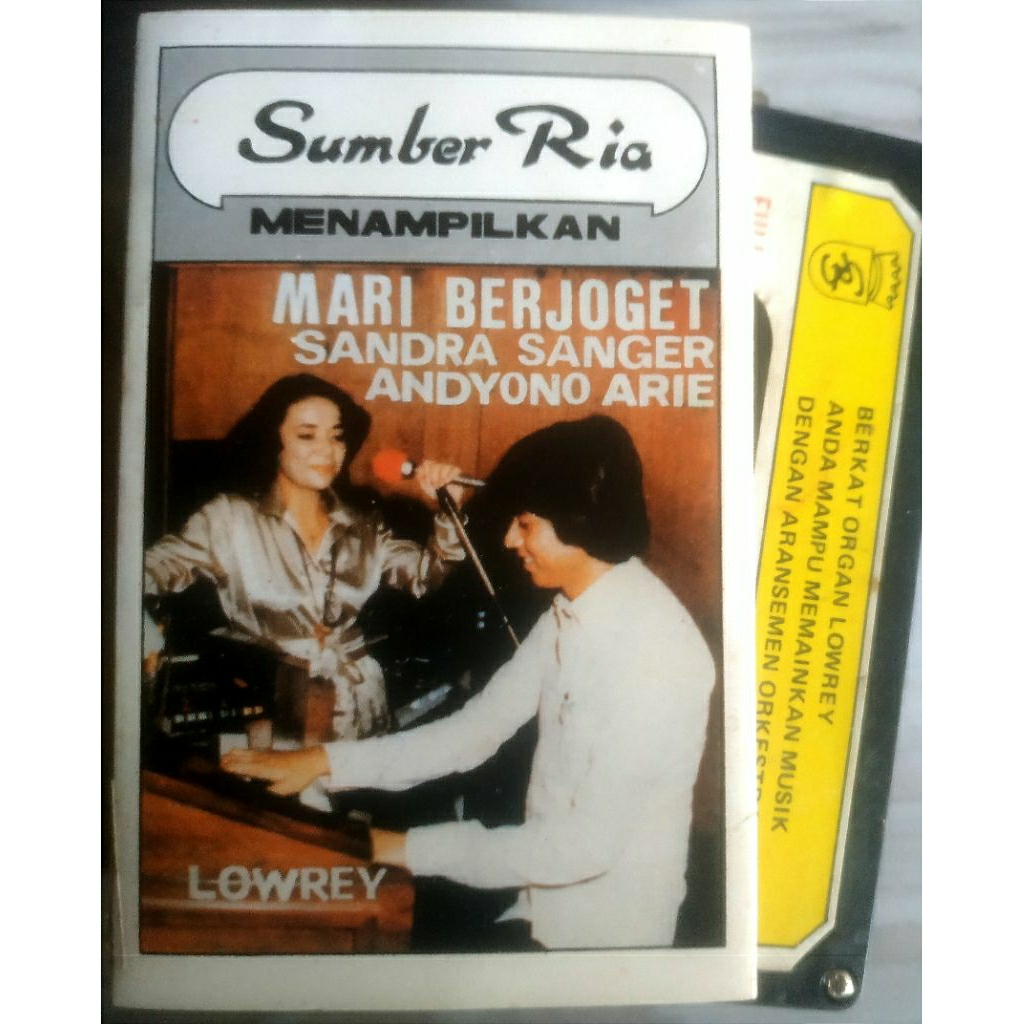 Sumber Ria
MENAMPILKAN
MARI BERJOGET
SANDRA SANGER
ANDYONO ARIE
LOWREY
BERKAT ORGAN LOWREY
ANDA MAMPU MEMAINKAN MUSIK
DENGAN ARANSEMEN